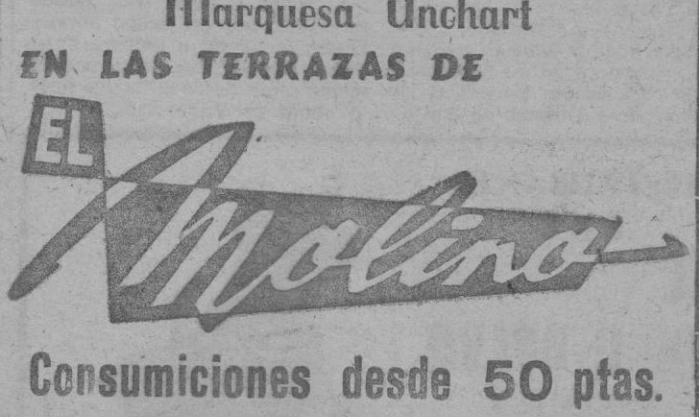 Marquesa Unchart
EN LAS TERRAZAS DE
EL
Molino
Consumiciones desde 50 ptas.